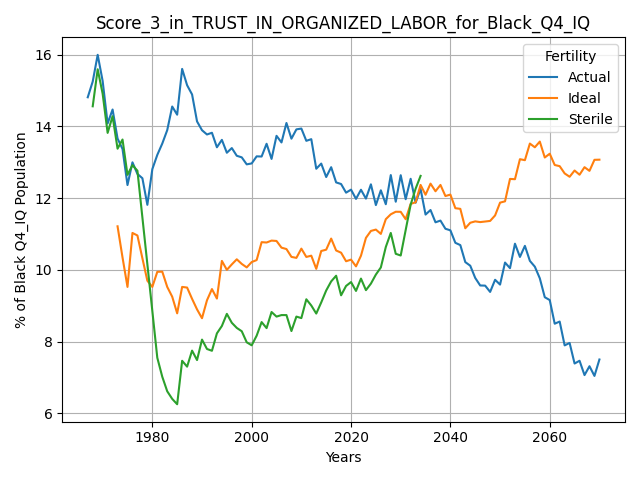 Score_3_in_TRUST_IN_ORGANIZED_LABOR_for_Black_Q4_IQ
% of Black Q4_IQ Population
16
14
12
10
8
6
Fertility
Actual
Ideal
Sterile
1980
2000
2020
2040
2060
Years